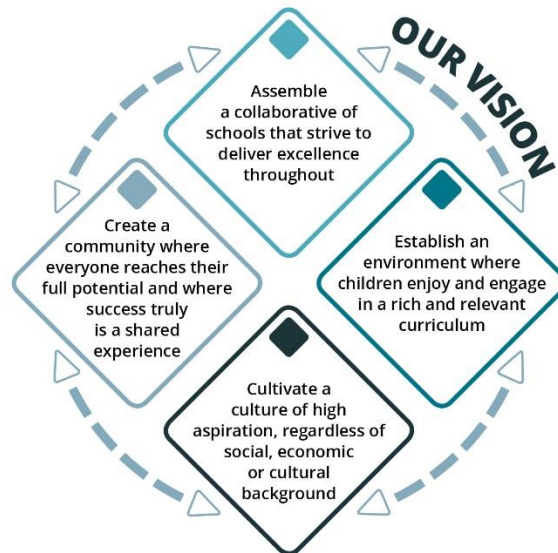 OUR VISION
Assemble
a collaborative of
schools that strive to
deliver excellence
throughout
Create a
community where
everyone reaches their
full potential and where
success truly
is a shared
experience
Establish an
environment where
children enjoy and engage
in a rich and relevant
curriculum
Cultivate a
culture of high
aspiration, regardless of
social, economic
or cultural
background